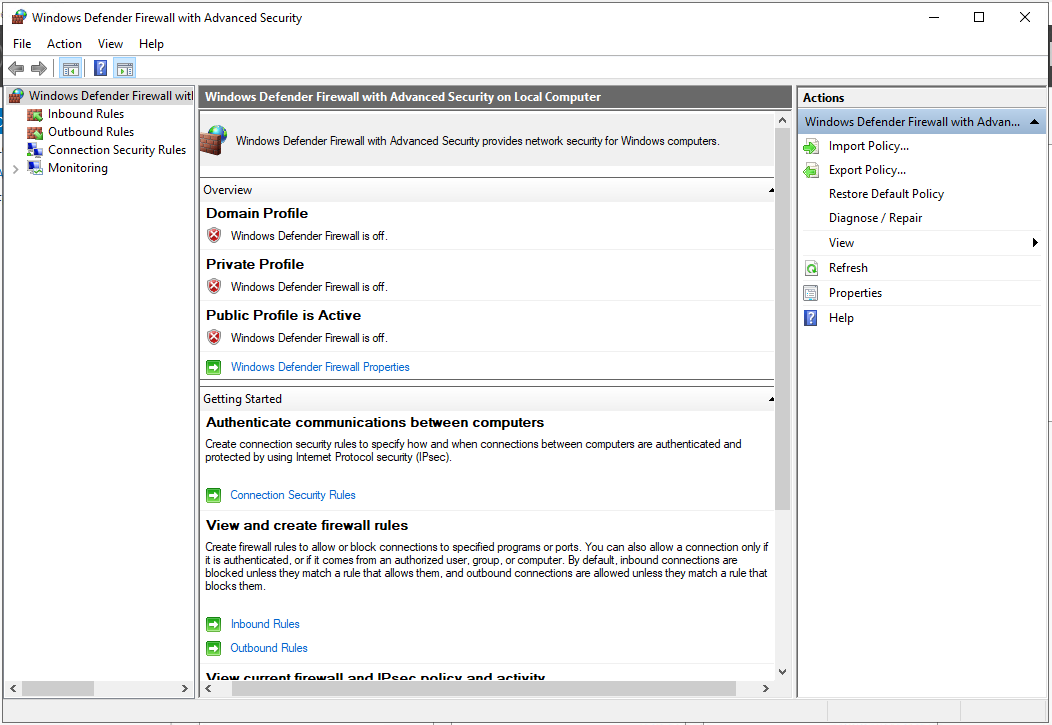 Windows Defender Firewall with Advanced Security
File Action View Help
Windows Defender Firewall witl
Inbound Rules
Outbound Rules
Connection Security Rules
Monitoring
Windows Defender Firewall with Advanced Security on Local Computer
Windows Defender Firewall with Advanced Security provides network security for Windows computers.
Overview
Domain Profile
Windows Defender Firewall is off.
Private Profile
Windows Defender Firewall is off.
Public Profile is Active
Windows Defender Firewall is off.
Windows Defender Firewall Properties
Getting Started
Authenticate communications between computers
Create connection security rules to specify how and when connections between computers are authenticated and
protected by using Internet Protocol security (IPsec).
Connection Security Rules
View and create firewall rules
Create firewall rules to allow or block connections to specified programs or ports. You can also allow a connection only if
it is authenticated, or if it comes from an authorized user, group, or computer. By default, inbound connections are
blocked unless they match a rule that allows them, and outbound connections are allowed unless they match a rule that
blocks them.
Inbound Rules
Outbound Rules
View current firewall and IPsec policy and activity
Actions
Windows Defender Firewall with Advan...
Import Policy...
Export Policy...
Restore Default Policy
Diagnose / Repair
View
Refresh
Properties
Help